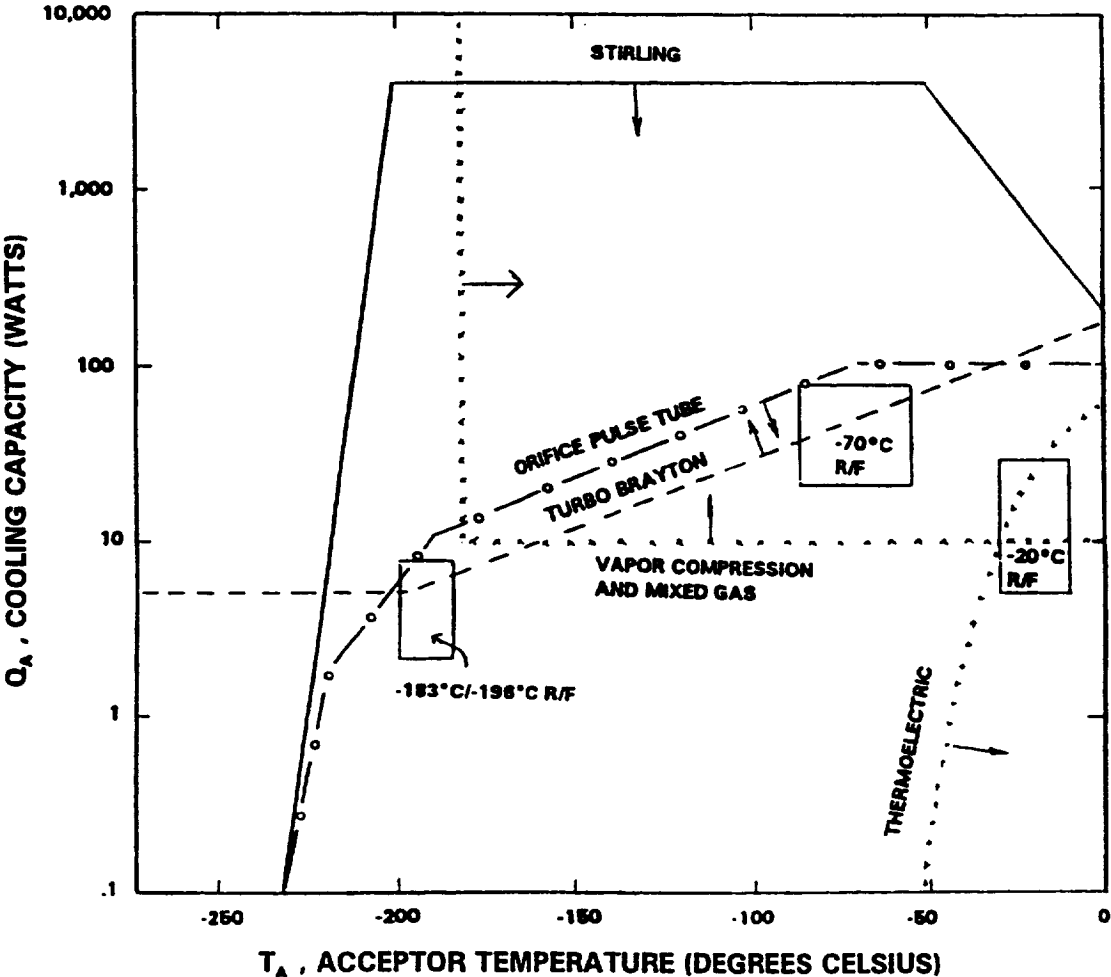 10,000
STIRLING
1,000
100
ORIFICE PULSE TUBE
TURBO BRAYTON
-70°C
R/F
10
VAPOR COMPRESSION
AND MIXED GAS
-20°C
R/F
-183°C/-196°C R/F
1
THERMOELECTRIC
.1
-250
-200
-150
-100
-50
0
Q_A , COOLING CAPACITY (WATTS)
T_A , ACCEPTOR TEMPERATURE (DEGREES CELSIUS)